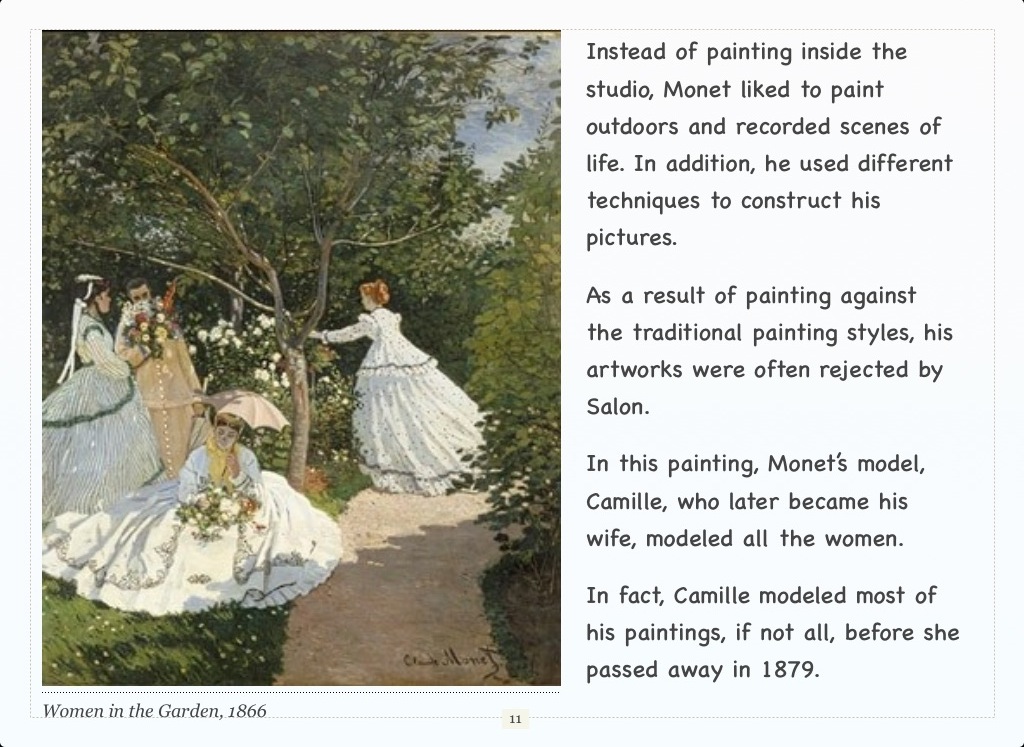 Instead of painting inside the
studio, Monet liked to paint
outdoors and recorded scenes of
life. In addition, he used different
techniques to construct his
pictures.
As a result of painting against
the traditional painting styles, his
artworks were often rejected by
Salon.
In this painting, Monet's model,
Camille, who later became his
wife, modeled all the women.
In fact, Camille modeled most of
his paintings, if not all, before she
passed away in 1879.
Claude Monet
Women in the Garden, 1866
11